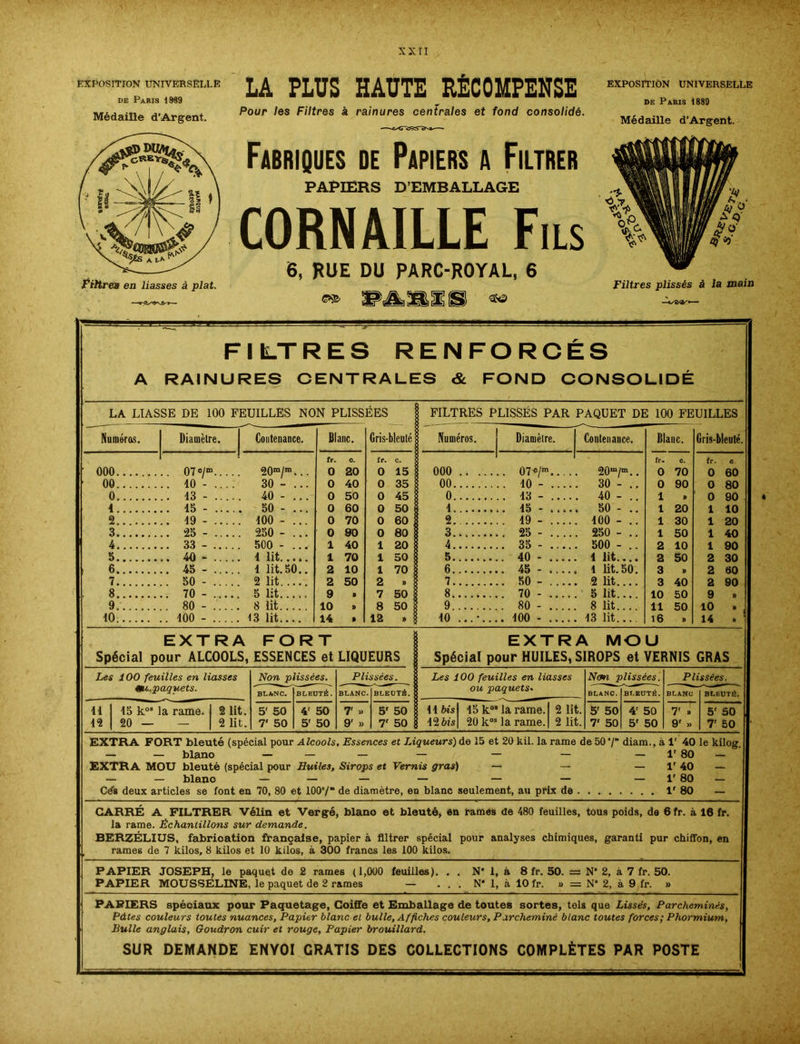 XXII
EXPOSITION UNIVERSELLE
DE PARIS 1889
Médaille d'Argent.
LA PLUS HAUTE RÉCOMPENSE
Pour les Filtres à rainures centrales et fond consolidé.
EXPOSITION UNIVERSELLE
DE PARIS 1889
Médaille d'Argent.
FABRIQUES DE PAPIERS A FILTRER
PAPIERS D'EMBALLAGE
CORNAILLE FILS
6, RUE DU PARC-ROYAL, 6
PARIS
Filtres en liasses à plat.
MARQUE DÉPOSÉE
BREVETÉ S.G.D.G.
Filtres plissés à la main
FILTRES RENFORCÉS
A RAINURES CENTRALES & FOND CONSOLIDÉ
LA LIASSE DE 100 FEUILLES NON PLISSÉES
Numéros. Diamètre. Contenance. Blanc. Gris-bleuté
fr. c. fr. c.
000......... 07 c/m..... 20m/m... 0 20 0 15
00......... 10 - ..... 30 - ... 0 40 0 35
0......... 13 - ..... 40 - ... 0 50 0 45
1......... 15 - ..... 50 - ... 0 60 0 50
2......... 19 - ..... 100 - ... 0 70 0 60
3......... 25 - ..... 250 - ... 0 90 0 80
4......... 33 - ..... 500 - ... 1 40 1 20
5......... 40 - ..... 1 lit..... 1 70 1 50
6......... 45 - ..... 1 lit.50.. 2 10 1 70
7......... 50 - ..... 2 lit..... 2 50 2 »
8......... 70 - ..... 5 lit..... 9 » 7 50
9......... 80 - ..... 8 lit..... 10 » 8 50
10......... 100 - ..... 13 lit.... 14 » 12 »
FILTRES PLISSÉS PAR PAQUET DE 100 FEUILLES
Numéros. Diamètre. Contenance. Blanc. Gris-bleuté.
fr. c. fr. c
000 ....... 07 c/m..... 20m/m.. 0 70 0 60
00......... 10 - ..... 30 - .. 0 90 0 80
0......... 13 - ..... 40 - .. 1 » 0 90
1......... 15 - ..... 50 - .. 1 20 1 10
2......... 19 - ..... 100 - .. 1 30 1 20
3......... 25 - ..... 250 - .. 1 50 1 40
4......... 33 - ..... 500 - .. 2 10 1 90
5......... 40 - ..... 1 lit.... 2 50 2 30
6......... 45 - ..... 1 lit.50. 3 » 2 60
7......... 50 - ..... 2 lit.... 3 40 2 90
8......... 70 - ..... 5 lit.... 10 50 9 »
9......... 80 - ..... 8 lit.... 11 50 10 »
10 ........ 100 - ..... 13 lit.... 16 » 14 »
EXTRA FORT
Spécial pour ALCOOLS, ESSENCES et LIQUEURS
Les 100 feuilles en liasses ou paquets. Non plissées. Plissées.
BLANC. BLEUTÉ. BLANC. BLEUTÉ.
11 15 kos la rame. 2 lit. 5' 50 4' 50 7' » 5' 50
12 20 — — 2 lit. 7' 50 5' 50 9' » 7' 50
EXTRA MOU
Spécial pour HUILES, SIROPS et VERNIS GRAS
Les 100 feuilles en liasses ou paquets. Non plissées. Plissées.
BLANC. BLEUTÉ. BLANC BLEUTÉ.
11 bis 15 kos la rame. 2 lit. 5' 50 4' 50 7' » 5' 50
12 bis 20 kos la rame. 2 lit. 7' 50 5' 50 9' » 7' 50
EXTRA FORT bleuté (spécial pour Alcools, Essences et Liqueurs) de 15 et 20 kil. la rame de 50 c/m diam., à 1' 40 le kilog.
— — blanc — — — — — — — 1' 80 —
EXTRA MOU bleuté (spécial pour Huiles, Sirops et Vernis gras) — — — 1' 40 —
— — blanc — — — — — — — 1' 80 —
Ces deux articles se font en 70, 80 et 100c/m de diamètre, en blanc seulement, au prix de . . . . . . . . 1' 80 —
CARRÉ A FILTRER Vélin et Vergé, blanc et bleuté, en rames de 480 feuilles, tous poids, de 6 fr. à 16 fr.
la rame. Échantillons sur demande.
BERZÉLIUS, fabrication française, papier à filtrer spécial pour analyses chimiques, garanti pur chiffon, en
rames de 7 kilos, 8 kilos et 10 kilos, à 300 francs les 100 kilos.
PAPIER JOSEPH, le paquet de 2 rames (1,000 feuilles). . . N° 1, à 8 fr. 50. = N° 2, à 7 fr. 50.
PAPIER MOUSSELINE, le paquet de 2 rames — . . . N° 1, à 10 fr. » = N° 2, à 9 fr. »
PAPIERS spéciaux pour Paquetage, Coiffe et Emballage de toutes sortes, tels que Lissés, Parcheminés,
Pâtes couleurs toutes nuances, Papier blanc et bulle, Affiches couleurs, Parcheminé blanc toutes forces; Phormium,
Bulle anglais, Goudron cuir et rouge, Papier brouillard.
SUR DEMANDE ENVOI GRATIS DES COLLECTIONS COMPLÈTES PAR POSTE